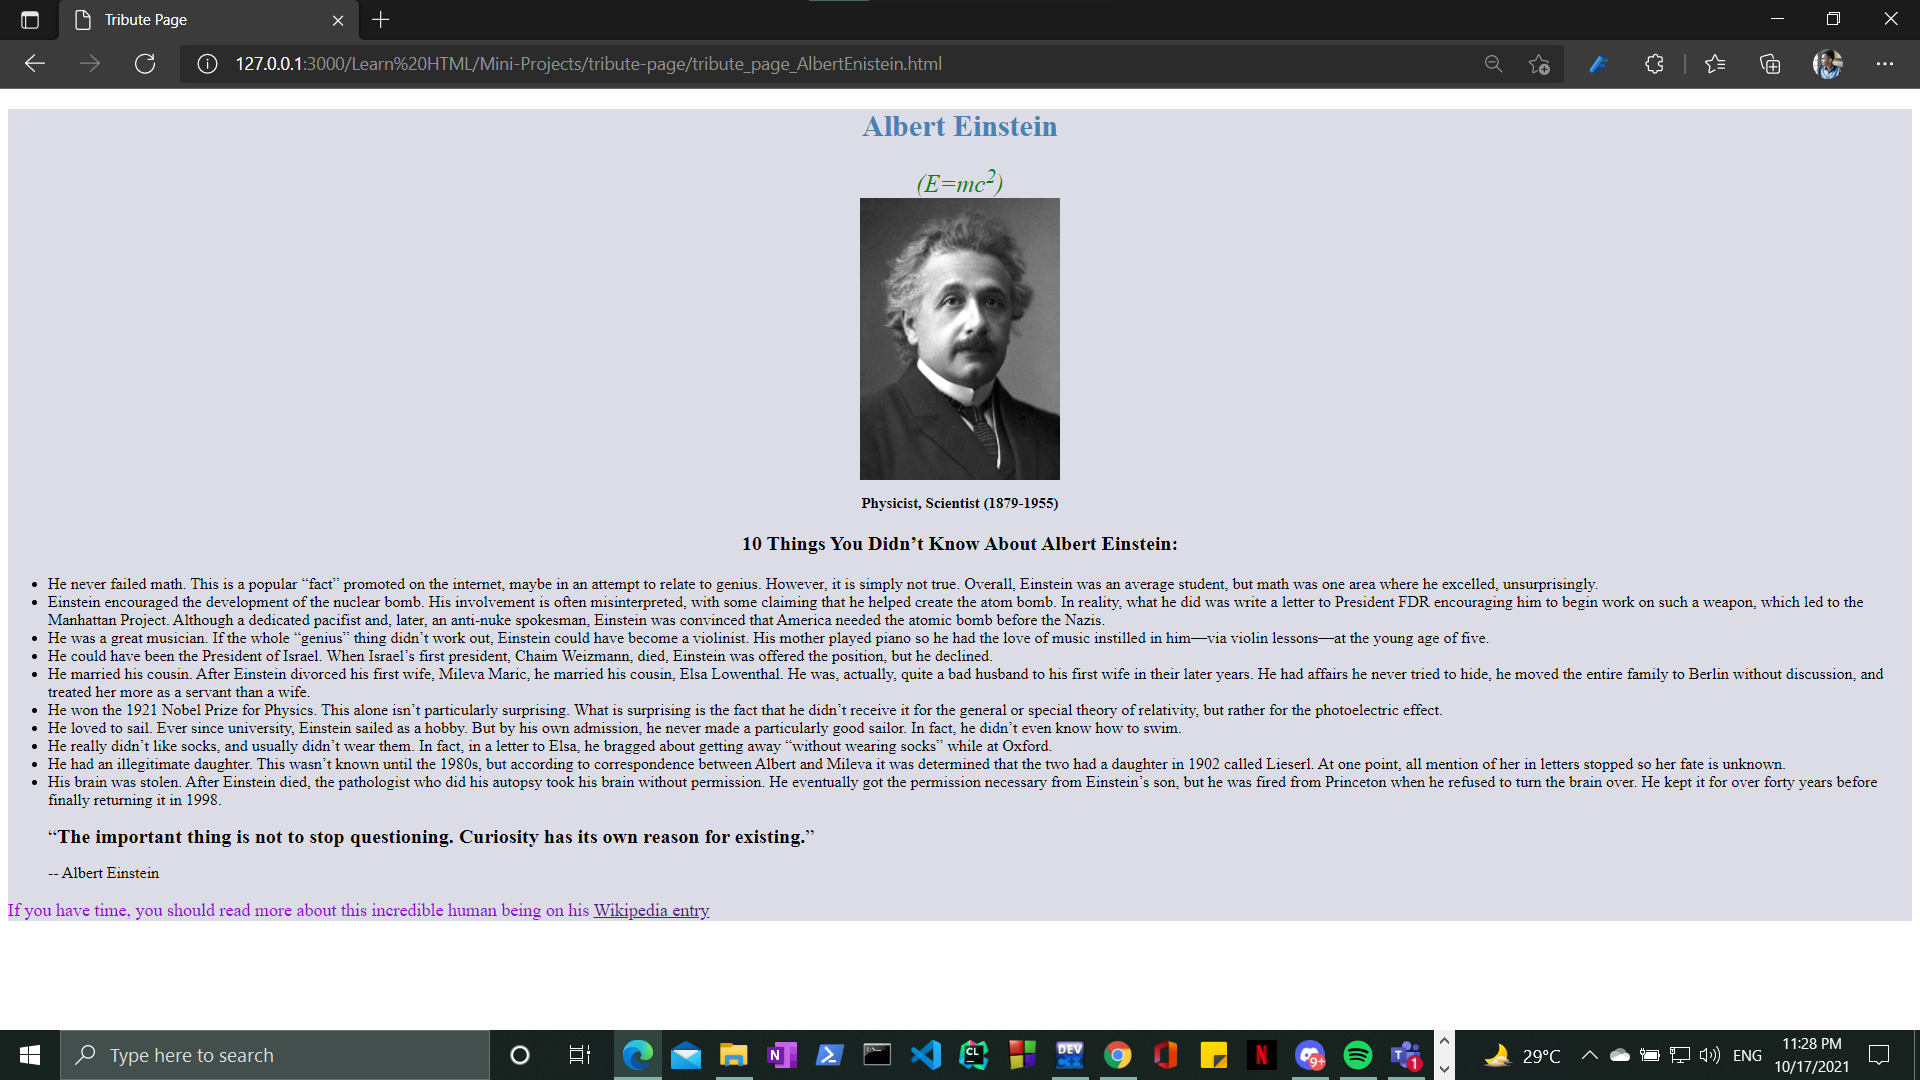 Tribute Page
127.0.0.1:3000/Learn%20HTML/Mini-Projects/tribute-page/tribute_page_AlbertEnistein.html
Albert Einstein
(E=mc²)
Physicist, Scientist (1879-1955)
10 Things You Didn’t Know About Albert Einstein:
• He never failed math. This is a popular “fact” promoted on the internet, maybe in an attempt to relate to genius. However, it is simply not true. Overall, Einstein was an average student, but math was one area where he excelled, unsurprisingly.
• Einstein encouraged the development of the nuclear bomb. His involvement is often misinterpreted, with some claiming that he helped create the atom bomb. In reality, what he did was write a letter to President FDR encouraging him to begin work on such a weapon, which led to the
Manhattan Project. Although a dedicated pacifist and, later, an anti-nuke spokesman, Einstein was convinced that America needed the atomic bomb before the Nazis.
• He was a great musician. If the whole “genius” thing didn’t work out, Einstein could have become a violinist. His mother played piano so he had the love of music instilled in him—via violin lessons—at the young age of five.
• He could have been the President of Israel. When Israel’s first president, Chaim Weizmann, died, Einstein was offered the position, but he declined.
• He married his cousin. After Einstein divorced his first wife, Mileva Maric, he married his cousin, Elsa Lowenthal. He was, actually, quite a bad husband to his first wife in their later years. He had affairs he never tried to hide, he moved the entire family to Berlin without discussion, and
treated her more as a servant than a wife.
• He won the 1921 Nobel Prize for Physics. This alone isn’t particularly surprising. What is surprising is the fact that he didn’t receive it for the general or special theory of relativity, but rather for the photoelectric effect.
• He loved to sail. Ever since university, Einstein sailed as a hobby. But by his own admission, he never made a particularly good sailor. In fact, he didn’t even know how to swim.
• He really didn’t like socks, and usually didn’t wear them. In fact, in a letter to Elsa, he bragged about getting away “without wearing socks” while at Oxford.
• He had an illegitimate daughter. This wasn’t known until the 1980s, but according to correspondence between Albert and Mileva it was determined that the two had a daughter in 1902 called Lieserl. At one point, all mention of her in letters stopped so her fate is unknown.
• His brain was stolen. After Einstein died, the pathologist who did his autopsy took his brain without permission. He eventually got the permission necessary from Einstein’s son, but he was fired from Princeton when he refused to turn the brain over. He kept it for over forty years before
finally returning it in 1998.
“The important thing is not to stop questioning. Curiosity has its own reason for existing.”
-- Albert Einstein
If you have time, you should read more about this incredible human being on his Wikipedia entry
Type here to search
N
CL
DEV
C++
N
9+
T
1
29°C
ENG
11:28 PM
10/17/2021